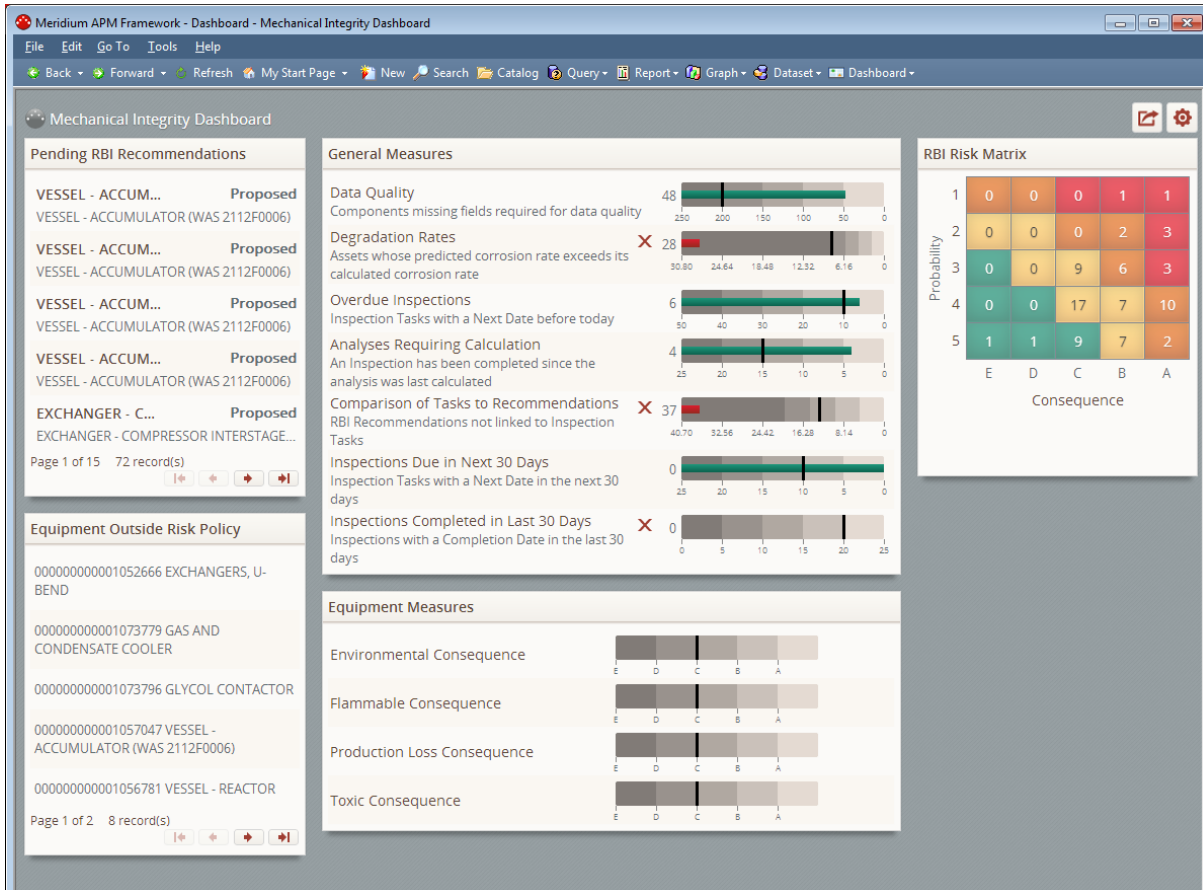 Meridium APM Framework - Dashboard - Mechanical Integrity Dashboard
File Edit Go To Tools Help
Back Forward Refresh My Start Page New Search Catalog Query Report Graph Dataset Dashboard
Mechanical Integrity Dashboard
Pending RBI Recommendations
VESSEL - ACCUM... Proposed
VESSEL - ACCUMULATOR (WAS 2112F0006)
VESSEL - ACCUM... Proposed
VESSEL - ACCUMULATOR (WAS 2112F0006)
VESSEL - ACCUM... Proposed
VESSEL - ACCUMULATOR (WAS 2112F0006)
VESSEL - ACCUM... Proposed
VESSEL - ACCUMULATOR (WAS 2112F0006)
EXCHANGER - C... Proposed
EXCHANGER - COMPRESSOR INTERSTAGE...
Page 1 of 15 72 record(s)
Equipment Outside Risk Policy
000000000001052666 EXCHANGERS, U-
BEND
000000000001073779 GAS AND
CONDENSATE COOLER
000000000001073796 GLYCOL CONTACTOR
000000000001057047 VESSEL -
ACCUMULATOR (WAS 2112F0006)
000000000001056781 VESSEL - REACTOR
Page 1 of 2 8 record(s)
General Measures
Data Quality
Components missing fields required for data quality
48
250 200 150 100 50 0
Degradation Rates
Assets whose predicted corrosion rate exceeds its
calculated corrosion rate
28
30.80 24.64 18.48 12.32 6.16 0
Overdue Inspections
Inspection Tasks with a Next Date before today
6
50 40 30 20 10 0
Analyses Requiring Calculation
An Inspection has been completed since the
analysis was last calculated
4
25 20 15 10 5 0
Comparison of Tasks to Recommendations
RBI Recommendations not linked to Inspection
Tasks
37
40.70 32.56 24.42 16.28 8.14 0
Inspections Due in Next 30 Days
Inspection Tasks with a Next Date in the next 30
days
0
25 20 15 10 5 0
Inspections Completed in Last 30 Days
Inspections with a Completion Date in the last 30
days
0
0 5 10 15 20 25
Equipment Measures
Environmental Consequence
E D C B A
Flammable Consequence
E D C B A
Production Loss Consequence
E D C B A
Toxic Consequence
E D C B A
RBI Risk Matrix
Probability
1 0 0 0 1 1
2 0 0 0 2 3
3 0 0 9 6 3
4 0 0 17 7 10
5 1 1 9 7 2
E D C B A
Consequence